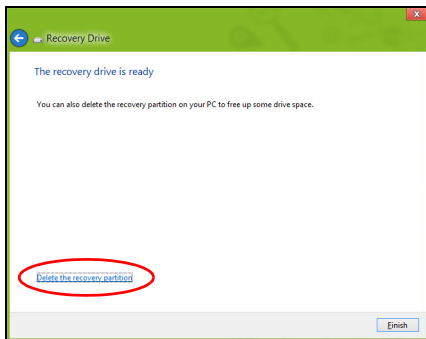 x
Recovery Drive
The recovery drive is ready
You can also delete the recovery partition on your PC to free up some drive space.
Delete the recovery partition
Finish